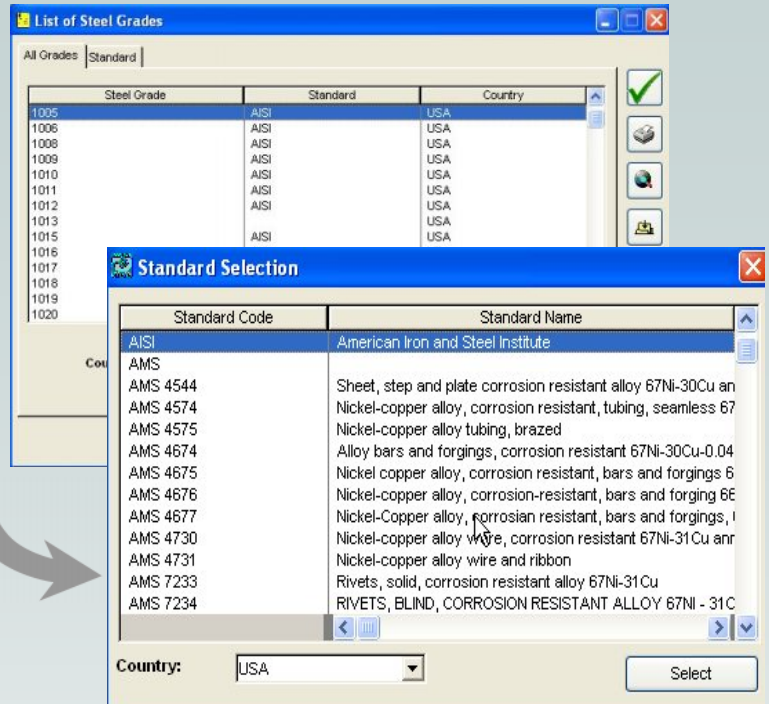 List of Steel Grades
All Grades Standard
Steel Grade Standard Country
1005 AISI USA
1006 AISI USA
1008 AISI USA
1009 AISI USA
1010 AISI USA
1011 AISI USA
1012 AISI USA
1013 USA
1015 AISI USA
1016
1017
1018
1019
1020
Cou
Standard Selection
Standard Code Standard Name
AISI American Iron and Steel Institute
AMS
AMS 4544 Sheet, step and plate corrosion resistant alloy 67Ni-30Cu an
AMS 4574 Nickel-copper alloy, corrosion resistant, tubing, seamless 67
AMS 4575 Nickel-copper alloy tubing, brazed
AMS 4674 Alloy bars and forgings, corrosion resistant 67Ni-30Cu-0.04
AMS 4675 Nickel copper alloy, corrosion resistant, bars and forgings 6
AMS 4676 Nickel-copper alloy, corrosion-resistant, bars and forging 66
AMS 4677 Nickel-Copper alloy, corrosian resistant, bars and forgings,
AMS 4730 Nickel-copper alloy wire, corrosion resistant 67Ni-31Cu ann
AMS 4731 Nickel-copper alloy wire and ribbon
AMS 7233 Rivets, solid, corrosion resistant alloy 67Ni-31Cu
AMS 7234 RIVETS, BLIND, CORROSION RESISTANT ALLOY 67NI - 31C
Country: USA Select